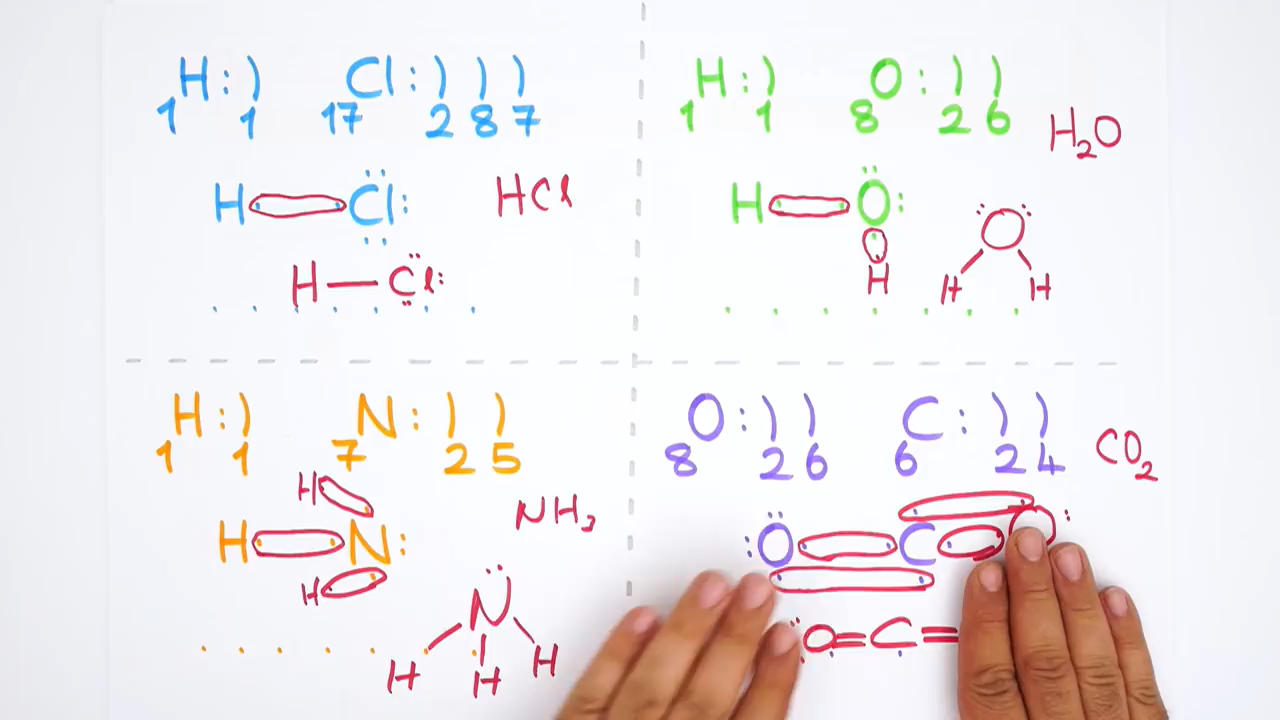 H:) Cl:)))
1 1 17 2 8 7
H Cl:
HCl
H—Cl:
H:) O:))
1 1 8 2 6
H₂O
H O:
H
O
H H
H:) N:))
1 1 7 2 5
H
H N:
H
NH₃
N
H H H
O:)) C:))
8 2 6 6 2 4
CO₂
:O C O:
O=C=